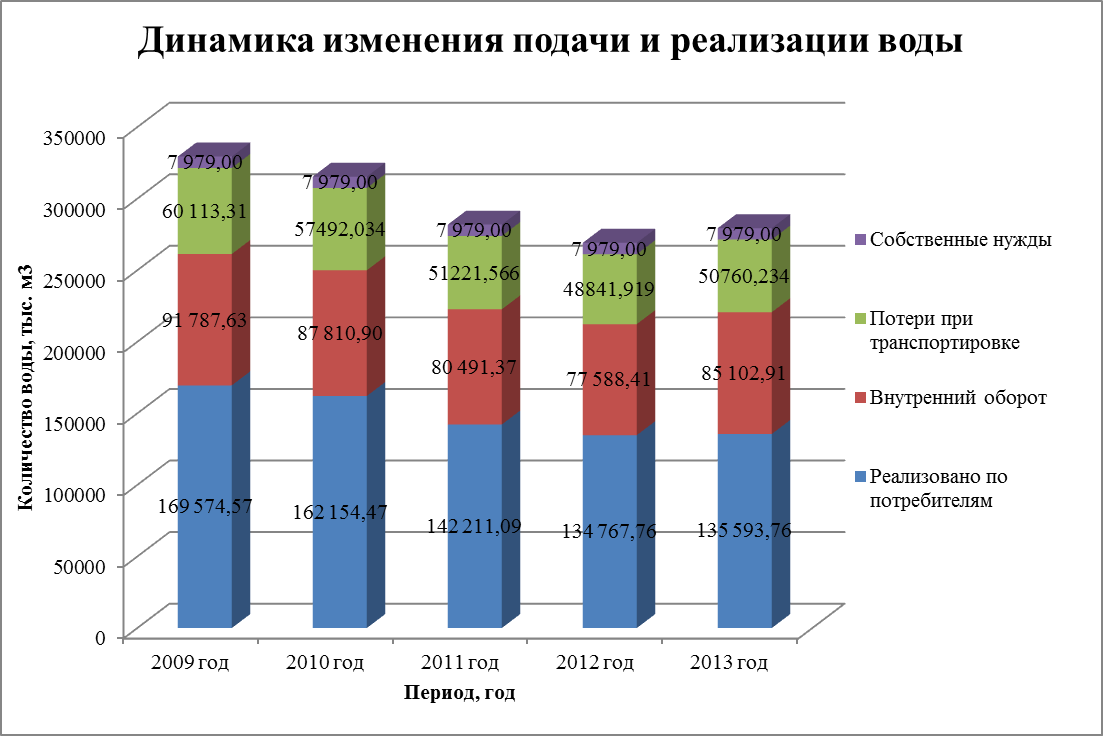 Динамика изменения подачи и реализации воды
Количество воды, тыс. м3
350000
300000
250000
200000
150000
100000
50000
0
7 979,00
60 113,31
91 787,63
169 574,57
7 979,00
57492,034
87 810,90
162 154,47
7 979,00
51221,566
80 491,37
142 211,09
7 979,00
48841,919
77 588,41
134 767,76
7 979,00
50760,234
85 102,91
135 593,76
2009 год
2010 год
2011 год
2012 год
2013 год
Период, год
Собственные нужды
Потери при
транспортировке
Внутренний оборот
Реализовано по
потребителям